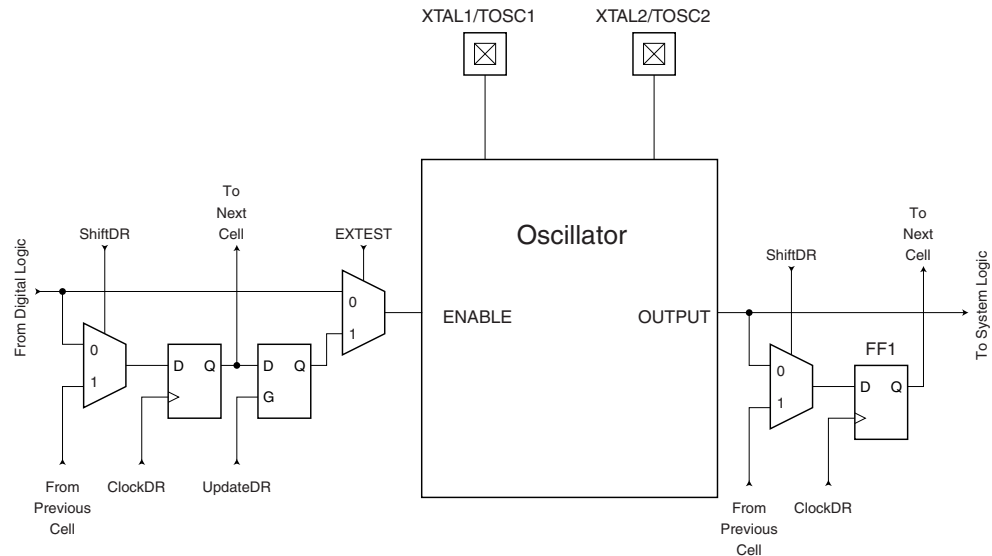 XTAL1/TOSC1
XTAL2/TOSC2
From Digital Logic
ShiftDR
To
Next
Cell
EXTEST
0
1
D
Q
D
Q
G
0
1
From
Previous
Cell
ClockDR
UpdateDR
Oscillator
ENABLE
OUTPUT
ShiftDR
To
Next
Cell
To System Logic
0
1
FF1
D
Q
From
Previous
Cell
ClockDR